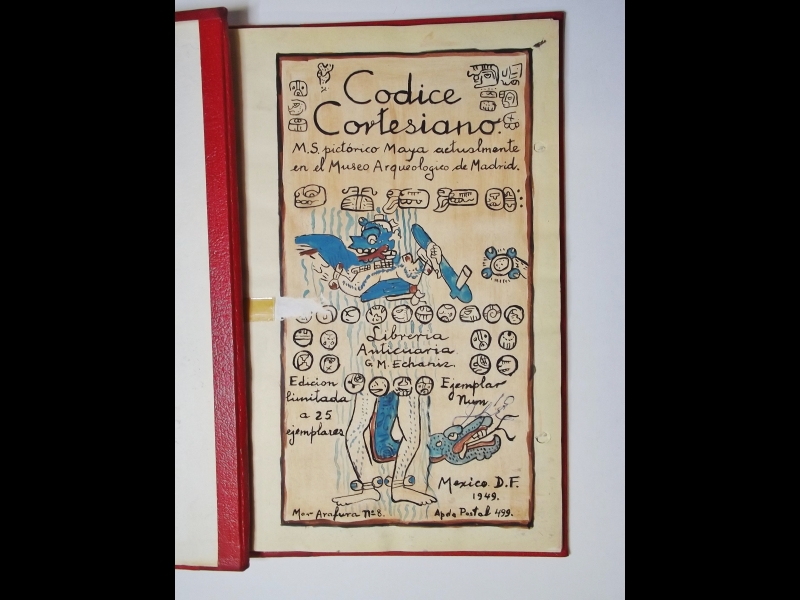 Codice
Cortesiano.
M.S. pictórico Maya actualmente
en el Museo Arqueologico de Madrid.
Libreria
Anticuaria
G.M. Echaniz.
Edicion
limitada
a 25
ejemplares
Ejemplar
Num
Mexico D.F.
1949.
Mar Arafura Nº 8.
Apdo Postal 499.